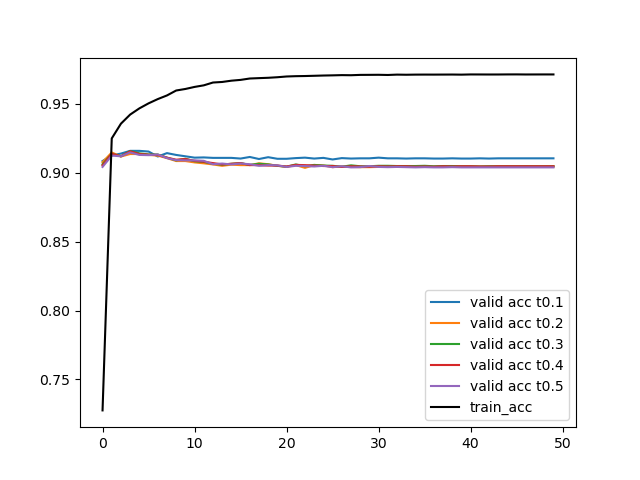 0.95
0.90
0.85
0.80
0.75
0
10
20
30
40
50
valid acc t0.1
valid acc t0.2
valid acc t0.3
valid acc t0.4
valid acc t0.5
train_acc